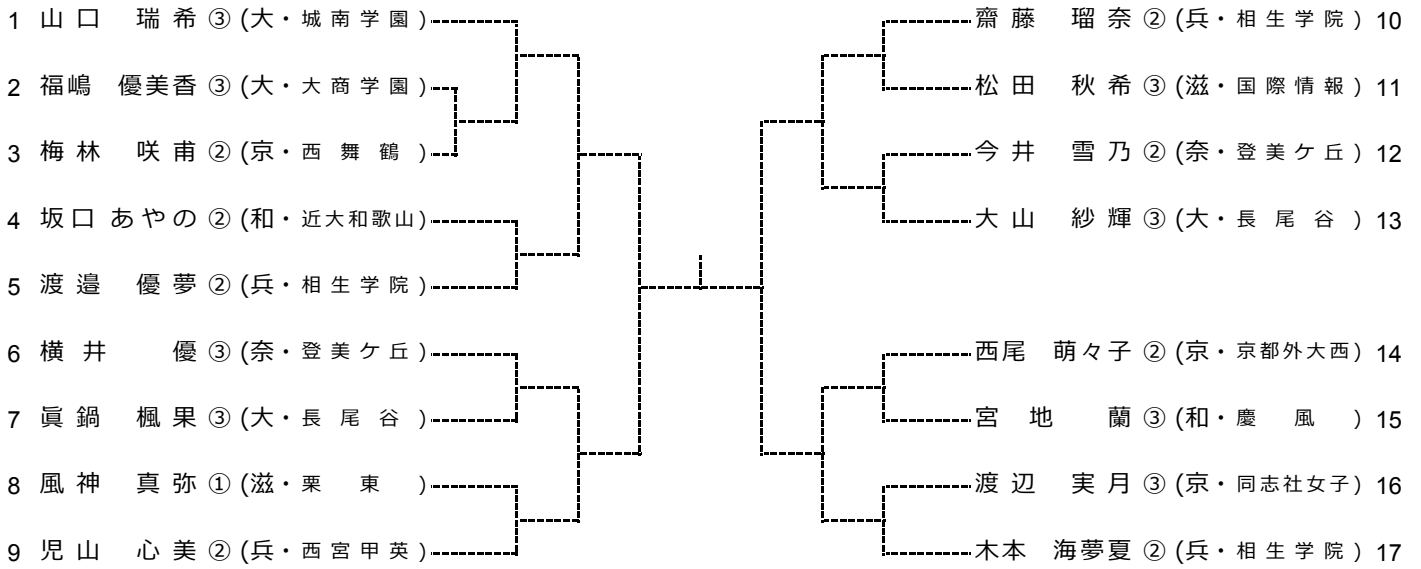 1 山口 瑞希 ③ (大・城南学園)
2 福嶋 優美香 ③ (大・大商学園)
3 梅林 咲甫 ② (京・西舞鶴)
4 坂口 あやの ② (和・近大和歌山)
5 渡邉 優夢 ② (兵・相生学院)
6 横井 優 ③ (奈・登美ケ丘)
7 眞鍋 楓果 ③ (大・長尾谷)
8 風神 真弥 ① (滋・栗東)
9 児山 心美 ② (兵・西宮甲英)
齋藤 瑠奈 ② (兵・相生学院) 10
松田 秋希 ③ (滋・国際情報) 11
今井 雪乃 ② (奈・登美ケ丘) 12
大山 紗輝 ③ (大・長尾谷) 13
西尾 萌々子 ② (京・京都外大西) 14
宮地 蘭 ③ (和・慶風) 15
渡辺 実月 ③ (京・同志社女子) 16
木本 海夢夏 ② (兵・相生学院) 17